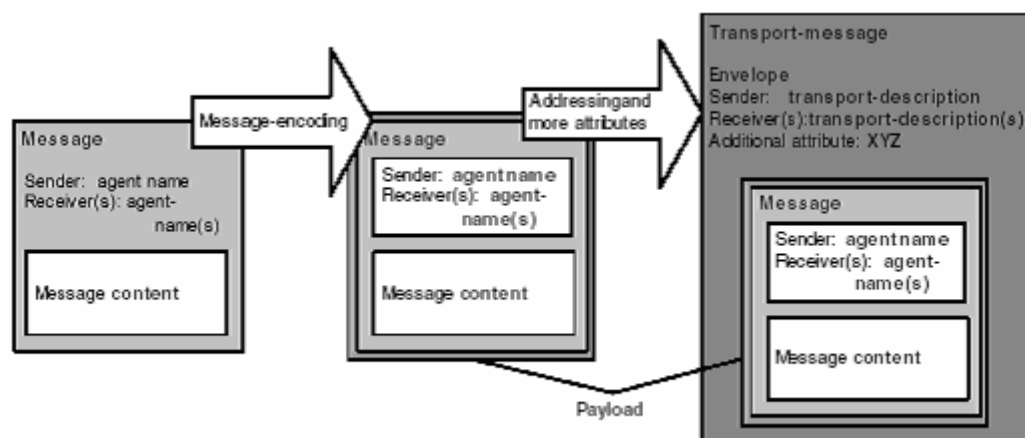 Message
Sender: agent name
Receiver(s): agent-
name(s)
Message content
Message-encoding
Message
Sender: agent name
Receiver(s): agent-
name(s)
Message content
Addressingand
more attributes
Transport-message
Envelope
Sender: transport-description
Receiver(s):transport-description(s)
Additional attribute: XYZ
Message
Sender: agent name
Receiver(s): agent-
name(s)
Message content
Payload